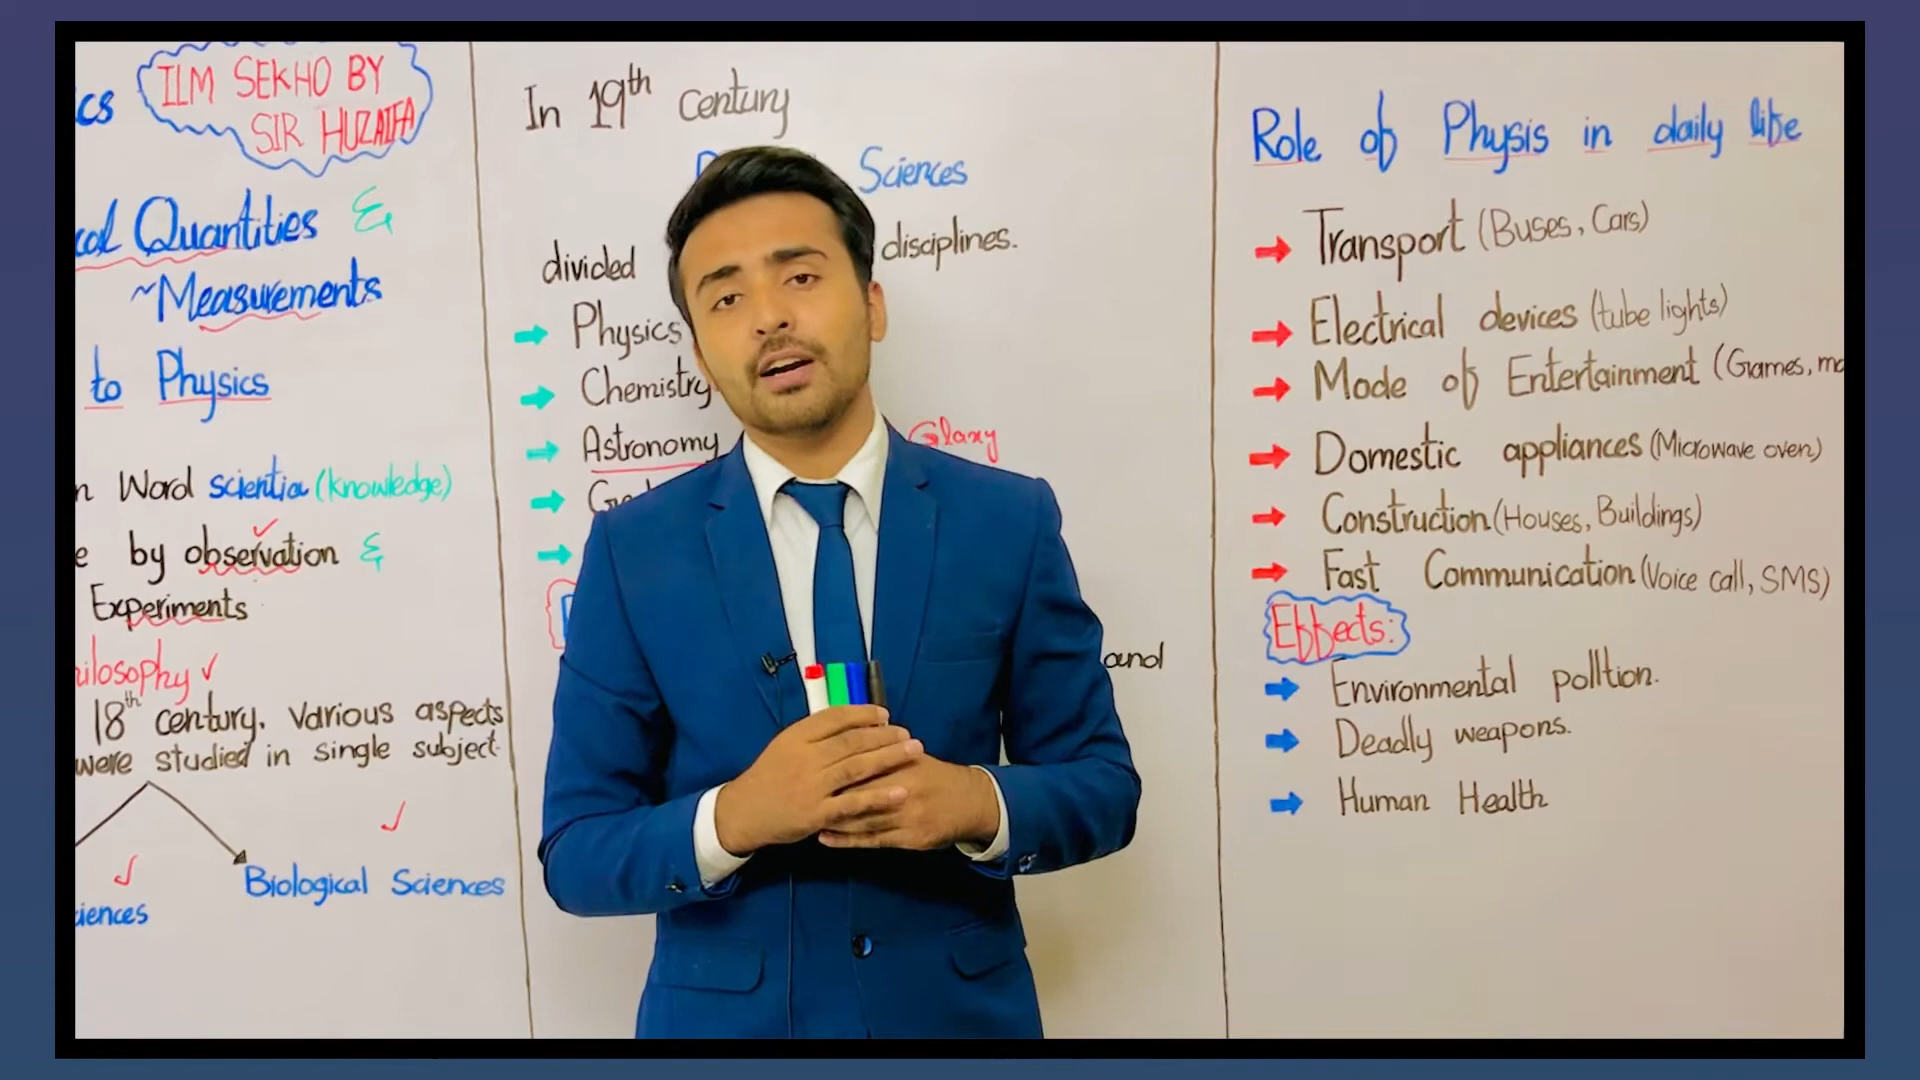 ILM SEKHO BY
SIR HUZAIFA
Quantities &
~Measurements
to Physics
Word scientia (knowledge)
by observation &
Experiments
18th century. Various aspects
were studied in single subject.
Biological Sciences
In 19th Century
Sciences
divided disciplines.
→ Physics
→ Chemistry
→ Astronomy Glaxy
→
→
and
Role of Physis in daily life
→ Transport (Buses, Cars)
→ Electrical devices (tube lights)
→ Mode of Entertainment (Games,
→ Domestic appliances (Microwave oven)
→ Construction (Houses, Buildings)
→ Fast Communication (Voice call, SMS)
Effects:
→ Environmental polltion.
→ Deadly weapons.
→ Human Health